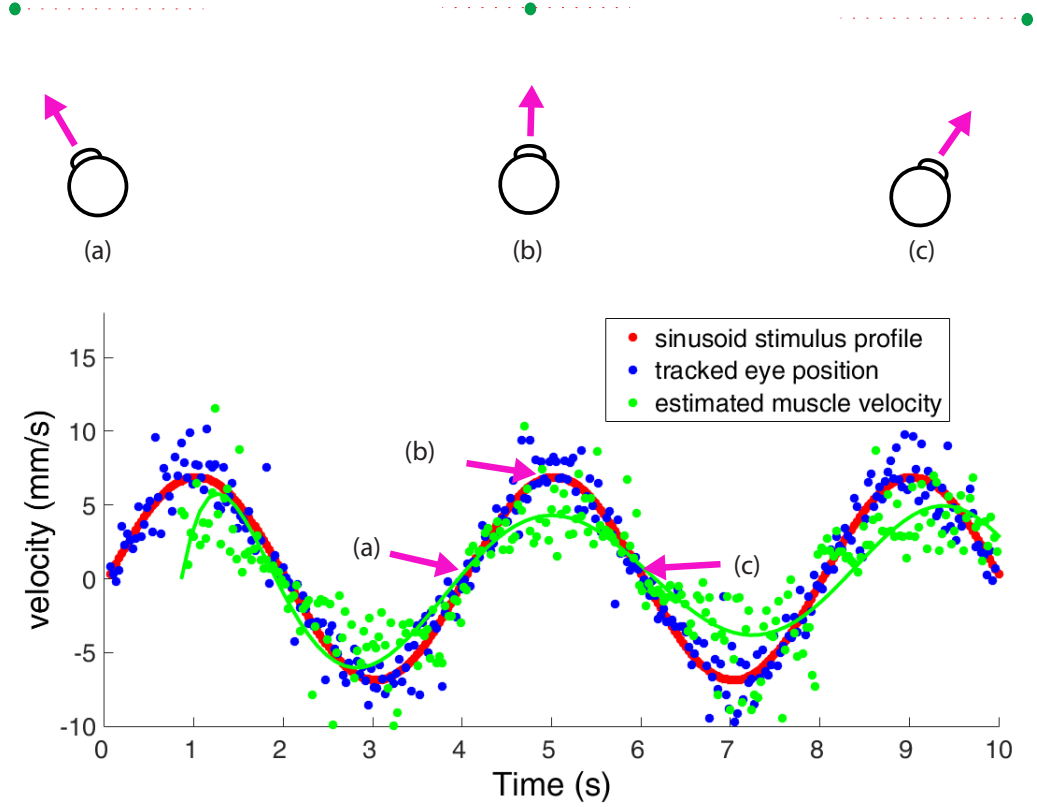 (a)
(b)
(c)
sinusoid stimulus profile
tracked eye position
estimated muscle velocity
velocity (mm/s)
15
10
5
0
-5
-10
(b)
(a)
(c)
0
1
2
3
4
5
6
7
8
9
10
Time (s)